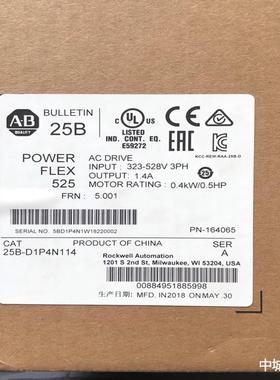 AB
QUALITY
BULLETIN
25B
UL
LISTED
IND. CONT. EQ.
E59272
CE
KCC-REM-RAA-25B-D
25
POWER
FLEX
525
AC DRIVE
INPUT : 323-528V 3PH
OUTPUT : 1.4A
MOTOR RATING : 0.4kW/0.5HP
FRN : 5.001
SERIAL NO. 5BD1P4N1W18220002
PN-164065
CAT
25B-D1P4N114
PRODUCT OF CHINA
Rockwell Automation
1201 S 2nd St, Milwaukee, WI 53204, USA
SER
A
00884951885998
生产日期: MFD. IN2018 ON MAY .30
中城